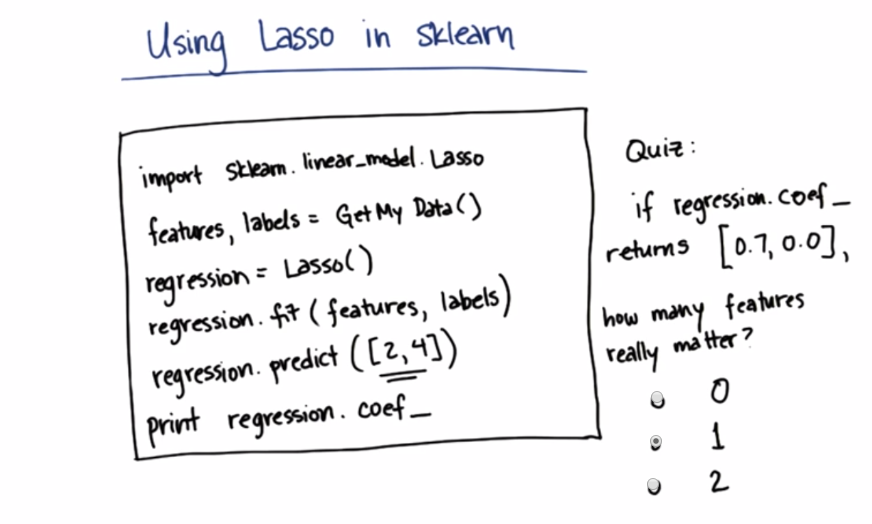 Using Lasso in sklearn
import sklearn.linear_model.Lasso
features, labels = GetMyData()
regression = Lasso()
regression.fit(features, labels)
regression.predict([2,4])
print regression.coef_
Quiz:
if regression.coef_
returns [0.7, 0.0],
how many features
really matter?
0
1
2